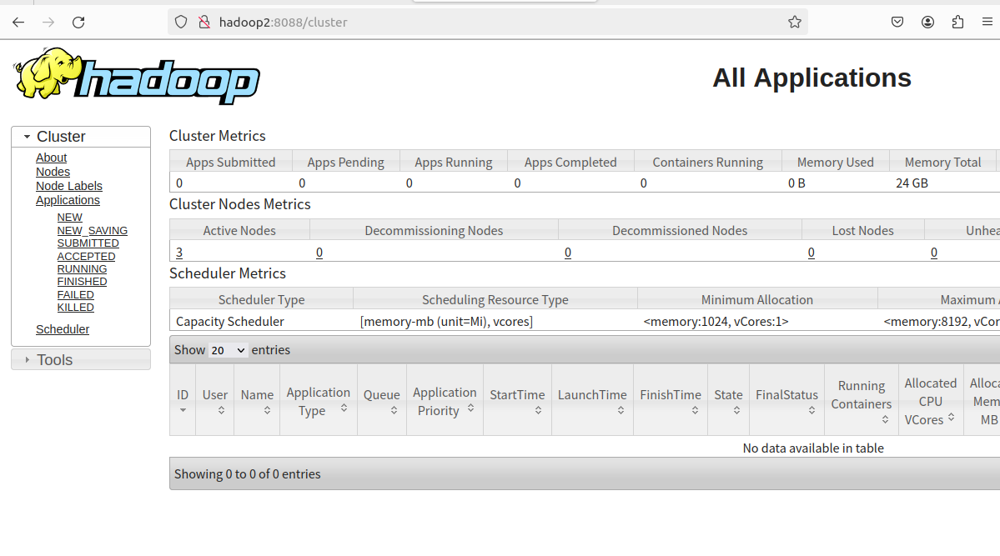 hadoop2:8088/cluster
hadoop
All Applications
Cluster
About
Nodes
Node Labels
Applications
NEW
NEW_SAVING
SUBMITTED
ACCEPTED
RUNNING
FINISHED
FAILED
KILLED
Scheduler
Tools
Cluster Metrics
Apps Submitted Apps Pending Apps Running Apps Completed Containers Running Memory Used Memory Total
0 0 0 0 0 0 B 24 GB
Cluster Nodes Metrics
Active Nodes Decommissioning Nodes Decommissioned Nodes Lost Nodes Unhea
3 0 0 0 0
Scheduler Metrics
Scheduler Type Scheduling Resource Type Minimum Allocation Maximum A
Capacity Scheduler [memory-mb (unit=Mi), vcores] <memory:1024, vCores:1> <memory:8192, vCor
Show 20 entries
ID User Name Application Type Queue Application Priority StartTime LaunchTime FinishTime State FinalStatus Running Containers Allocated CPU VCores Alloca Mem MB
No data available in table
Showing 0 to 0 of 0 entries